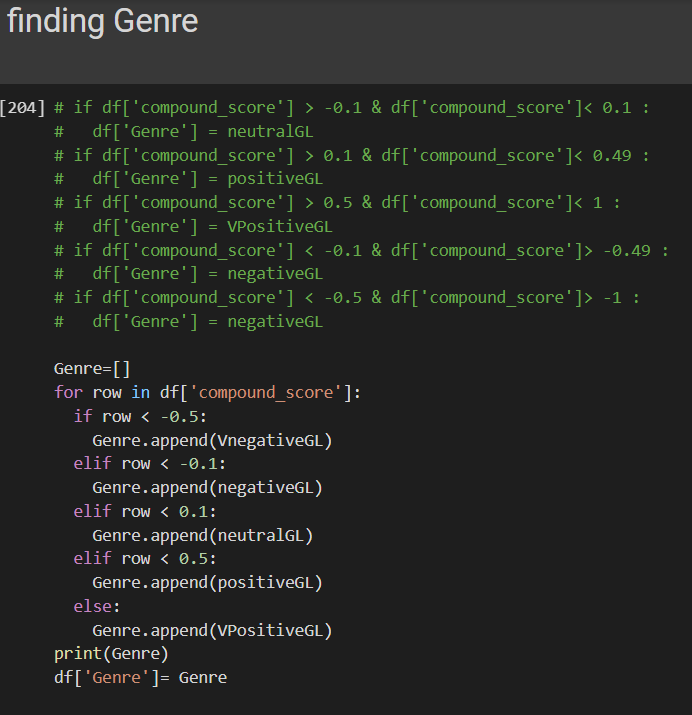 finding Genre
[204] # if df['compound_score'] > -0.1 & df['compound_score']< 0.1 :
#   df['Genre'] = neutralGL
# if df['compound_score'] > 0.1 & df['compound_score']< 0.49 :
#   df['Genre'] = positiveGL
# if df['compound_score'] > 0.5 & df['compound_score']< 1 :
#   df['Genre'] = VPositiveGL
# if df['compound_score'] < -0.1 & df['compound_score']> -0.49 :
#   df['Genre'] = negativeGL
# if df['compound_score'] < -0.5 & df['compound_score']> -1 :
#   df['Genre'] = negativeGL
Genre=[]
for row in df['compound_score']:
  if row < -0.5:
    Genre.append(VnegativeGL)
  elif row < -0.1:
    Genre.append(negativeGL)
  elif row < 0.1:
    Genre.append(neutralGL)
  elif row < 0.5:
    Genre.append(positiveGL)
  else:
    Genre.append(VPositiveGL)
print(Genre)
df['Genre']= Genre